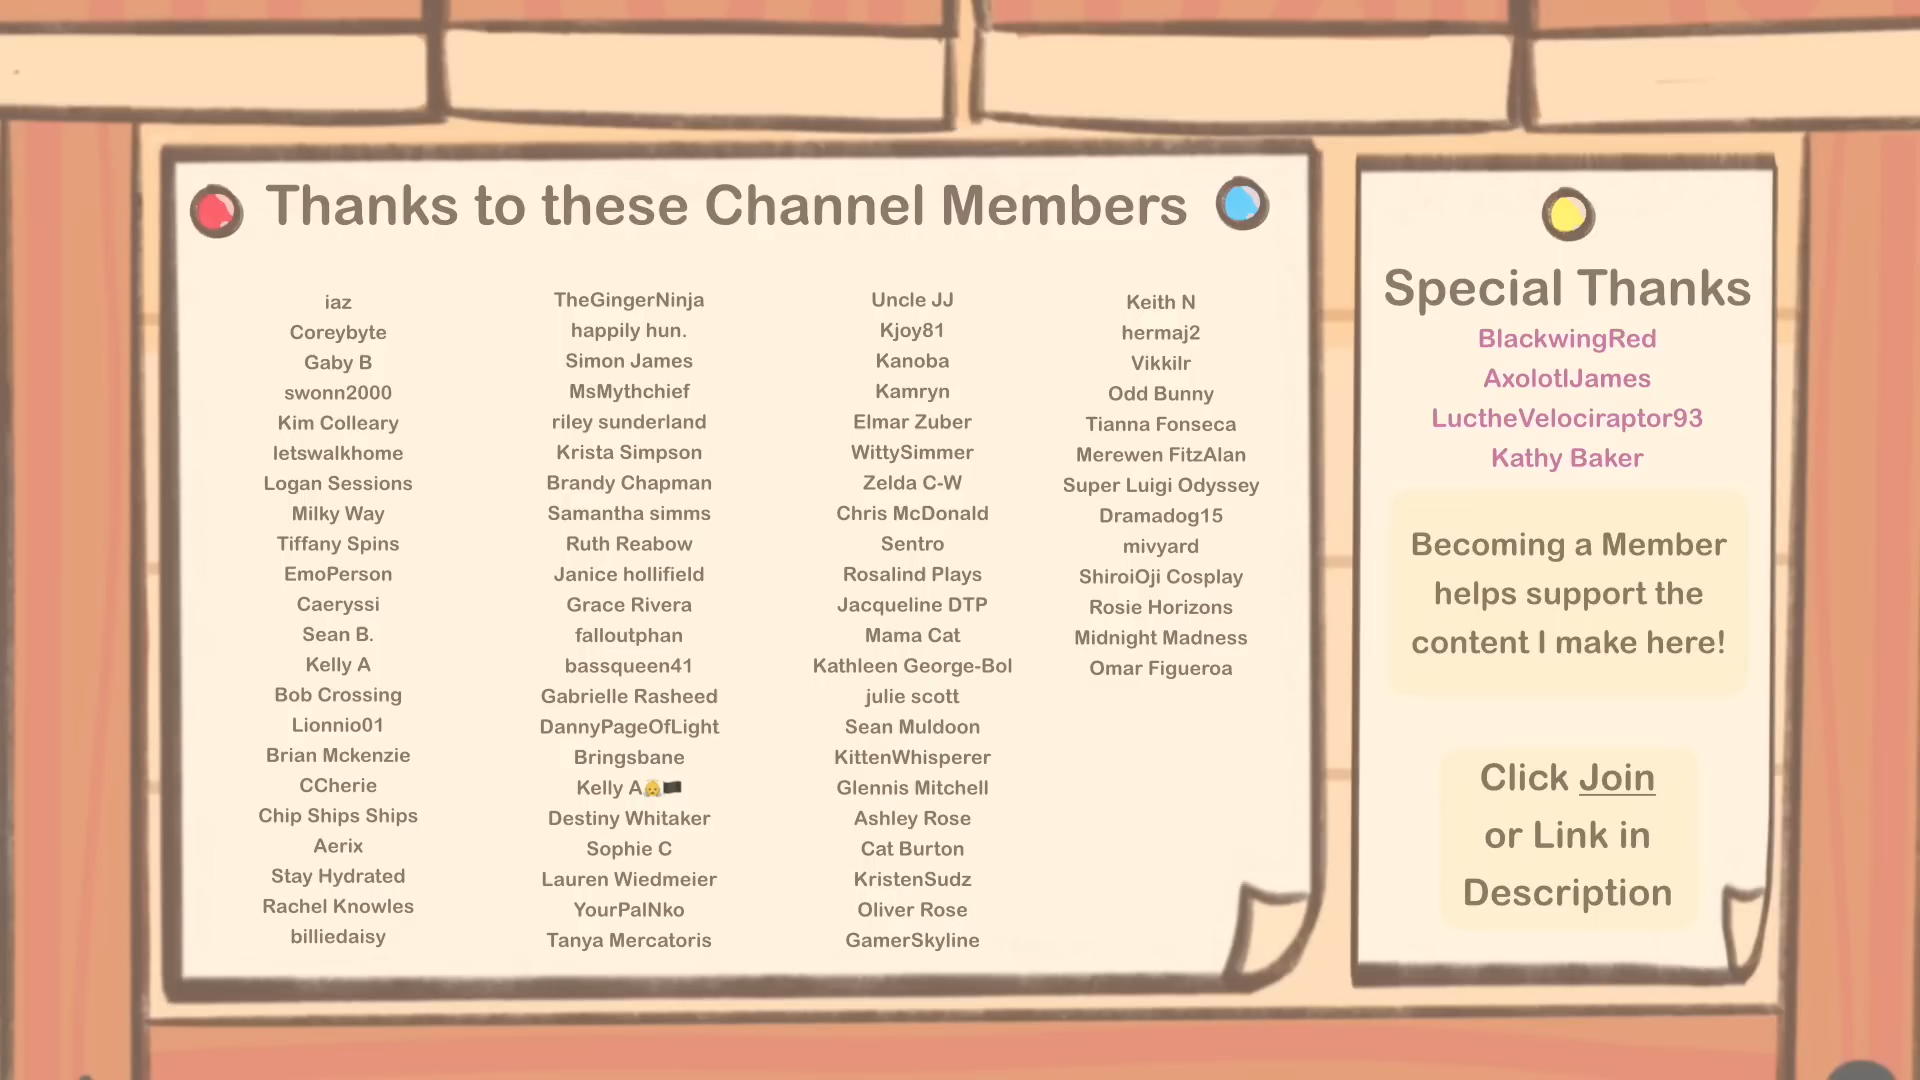 Thanks to these Channel Members
iaz
Coreybyte
Gaby B
swonn2000
Kim Colleary
letswalkhome
Logan Sessions
Milky Way
Tiffany Spins
EmoPerson
Caeryssi
Sean B.
Kelly A
Bob Crossing
Lionnio01
Brian Mckenzie
CCherie
Chip Ships Ships
Aerix
Stay Hydrated
Rachel Knowles
billiedaisy
TheGingerNinja
happily hun.
Simon James
MsMythchief
riley sunderland
Krista Simpson
Brandy Chapman
Samantha simms
Ruth Reabow
Janice hollifield
Grace Rivera
falloutphan
bassqueen41
Gabrielle Rasheed
DannyPageOfLight
Bringsbane
Kelly A👼🏴
Destiny Whitaker
Sophie C
Lauren Wiedmeier
YourPalNko
Tanya Mercatoris
Uncle JJ
Kjoy81
Kanoba
Kamryn
Elmar Zuber
WittySimmer
Zelda C-W
Chris McDonald
Sentro
Rosalind Plays
Jacqueline DTP
Mama Cat
Kathleen George-Bol
julie scott
Sean Muldoon
KittenWhisperer
Glennis Mitchell
Ashley Rose
Cat Burton
KristenSudz
Oliver Rose
GamerSkyline
Keith N
hermaj2
Vikkilr
Odd Bunny
Tianna Fonseca
Merewen FitzAlan
Super Luigi Odyssey
Dramadog15
mivyard
ShiroiOji Cosplay
Rosie Horizons
Midnight Madness
Omar Figueroa
Special Thanks
BlackwingRed
AxolotlJames
LuctheVelociraptor93
Kathy Baker
Becoming a Member
helps support the
content I make here!
Click Join
or Link in
Description